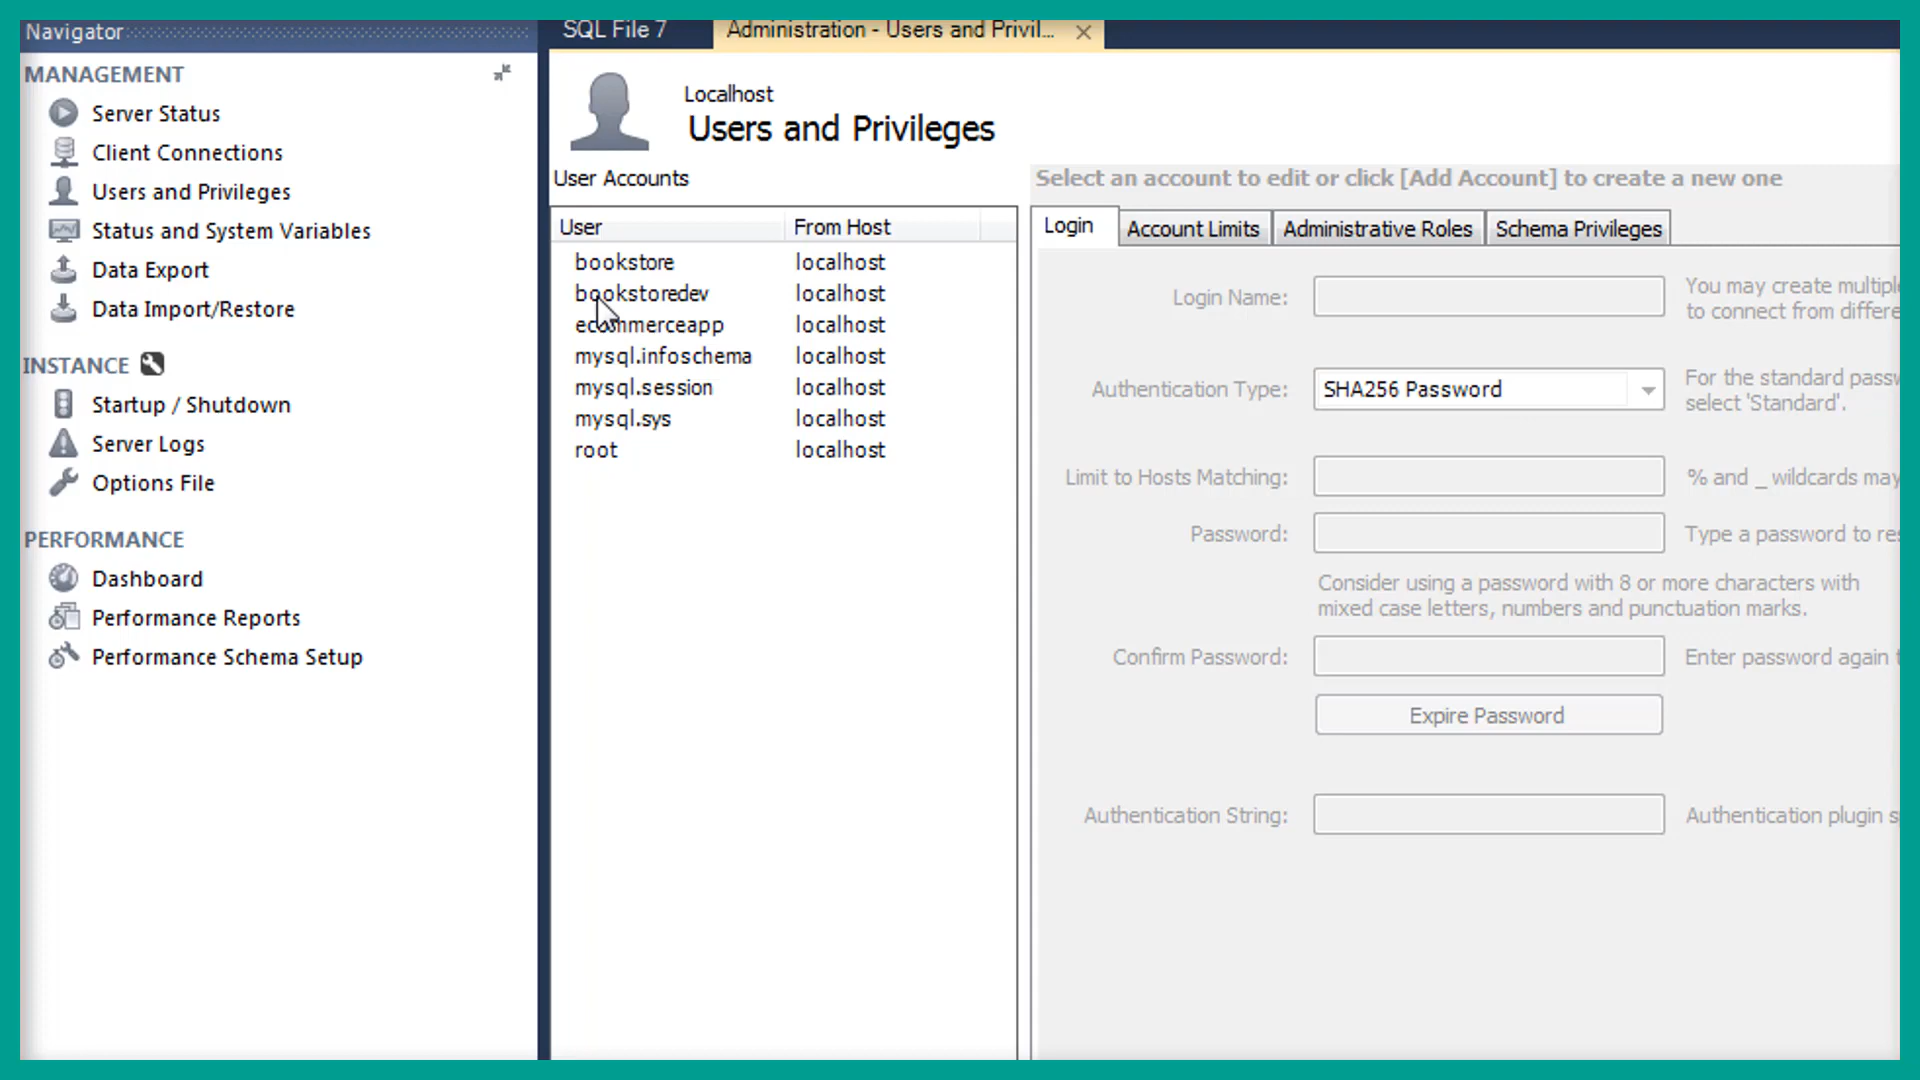 Navigator
MANAGEMENT
Server Status
Client Connections
Users and Privileges
Status and System Variables
Data Export
Data Import/Restore
INSTANCE
Startup / Shutdown
Server Logs
Options File
PERFORMANCE
Dashboard
Performance Reports
Performance Schema Setup
SQL File 7
Administration - Users and Privil...
Localhost
Users and Privileges
User Accounts
User From Host
bookstore localhost
bookstoredev localhost
ecommerceapp localhost
mysql.infoschema localhost
mysql.session localhost
mysql.sys localhost
root localhost
Select an account to edit or click [Add Account] to create a new one
Login Account Limits Administrative Roles Schema Privileges
Login Name:
You may create multipl
to connect from differe
Authentication Type: SHA256 Password
For the standard passw
select 'Standard'.
Limit to Hosts Matching: % and _ wildcards may
Password: Type a password to res
Consider using a password with 8 or more characters with
mixed case letters, numbers and punctuation marks.
Confirm Password: Enter password again t
Expire Password
Authentication String: Authentication plugin s